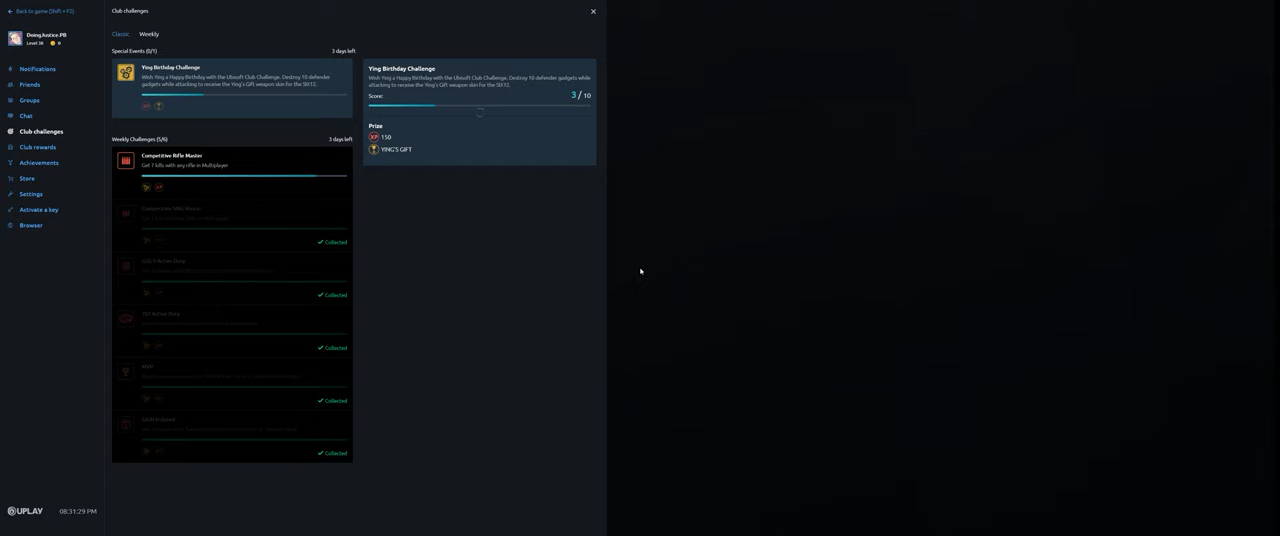 Back to game (Shift + F2)
DoingJustice.PB
Level 38 0
Notifications
Friends
Groups
Chat
Club challenges
Club rewards
Achievements
Store
Settings
Activate a key
Browser
UPLAY 08:31:29 PM
Club challenges
Classic Weekly
Special Events (0/1) 3 days left
Ying Birthday Challenge
Wish Ying a Happy Birthday with the Ubisoft Club Challenge. Destroy 10 defender
gadgets while attacking to receive the Ying's Gift weapon skin for the SIX12.
XP
Weekly Challenges (5/6) 3 days left
Competitive Rifle Master
Get 7 kills with any rifle in Multiplayer
XP
Collected
Collected
Collected
MVP
Collected
Collected
Ying Birthday Challenge
Wish Ying a Happy Birthday with the Ubisoft Club Challenge. Destroy 10 defender gadgets while
attacking to receive the Ying's Gift weapon skin for the SIX12.
Score: 3 / 10
Prize
XP 150
YING'S GIFT